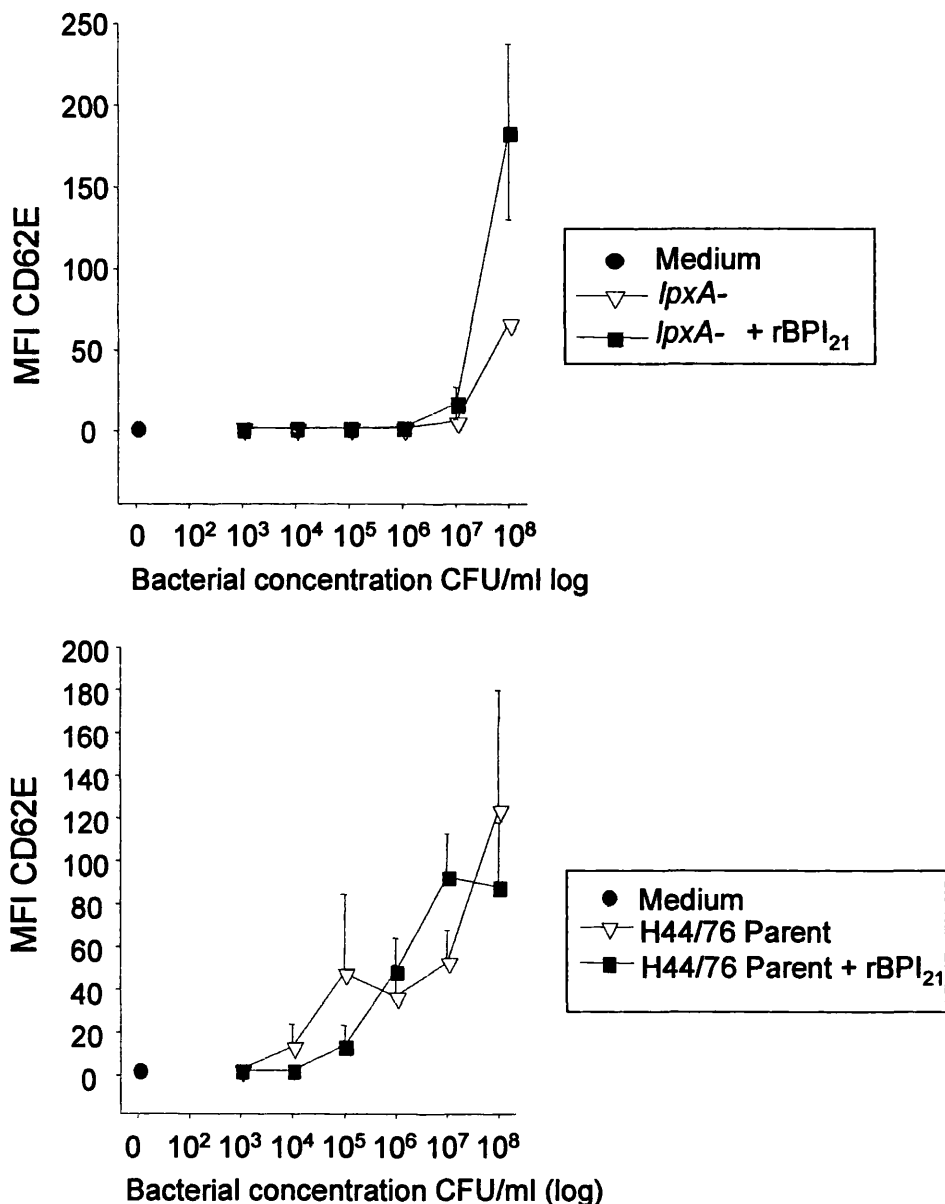 250
200
150
100
50
0
MFI CD62E
0 10² 10³ 10⁴ 10⁵ 10⁶ 10⁷ 10⁸
Bacterial concentration CFU/ml log
Medium
lpxA-
lpxA- + rBPI₂₁
200
180
160
140
120
100
80
60
40
20
0
MFI CD62E
0 10² 10³ 10⁴ 10⁵ 10⁶ 10⁷ 10⁸
Bacterial concentration CFU/ml (log)
Medium
H44/76 Parent
H44/76 Parent + rBPI₂₁